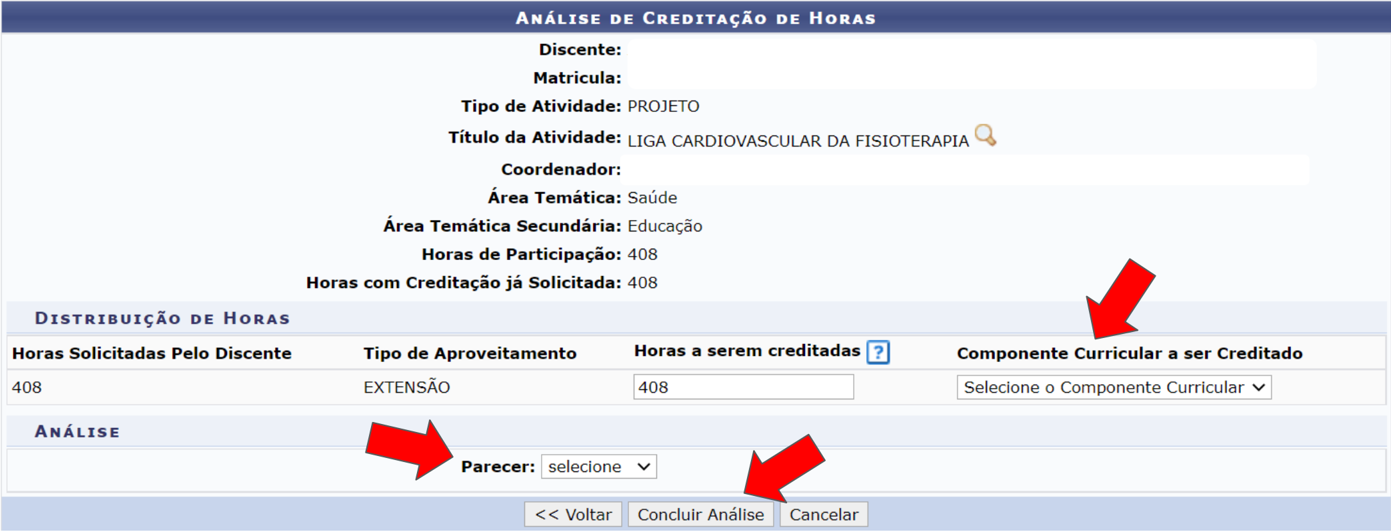 Análise de Creditação de Horas
Discente:
Matricula:
Tipo de Atividade: PROJETO
Título da Atividade: LIGA CARDIOVASCULAR DA FISIOTERAPIA
Coordenador:
Área Temática: Saúde
Área Temática Secundária: Educação
Horas de Participação: 408
Horas com Creditação já Solicitada: 408
Distribuição de Horas
Horas Solicitadas Pelo Discente Tipo de Aproveitamento Horas a serem creditadas ? Componente Curricular a ser Creditado
408 EXTENSÃO 408 Selecione o Componente Curricular
Análise
Parecer: selecione
<< Voltar Concluir Análise Cancelar